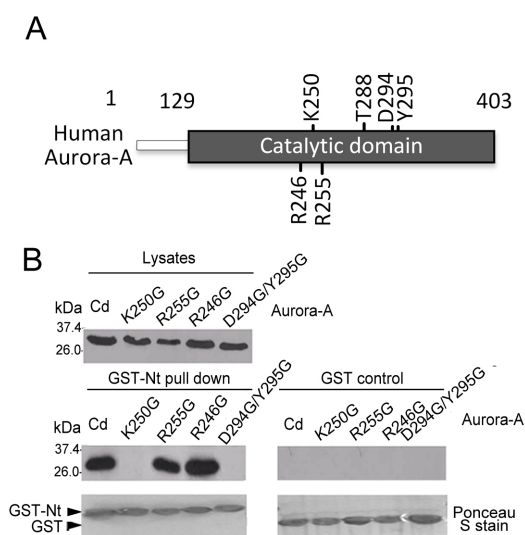 A
1 129 K250 T288 D294 Y295 403
Human Aurora-A
Catalytic domain
R246 R255
B
Lysates
kDa Cd K250G R255G R246G D294G/Y295G Aurora-A
37.4
26.0
GST-Nt pull down GST control
kDa Cd K250G R255G R246G D294G/Y295G Cd K250G R255G R246G D294G/Y295G Aurora-A
37.4
26.0
GST-Nt
GST
Ponceau
S stain